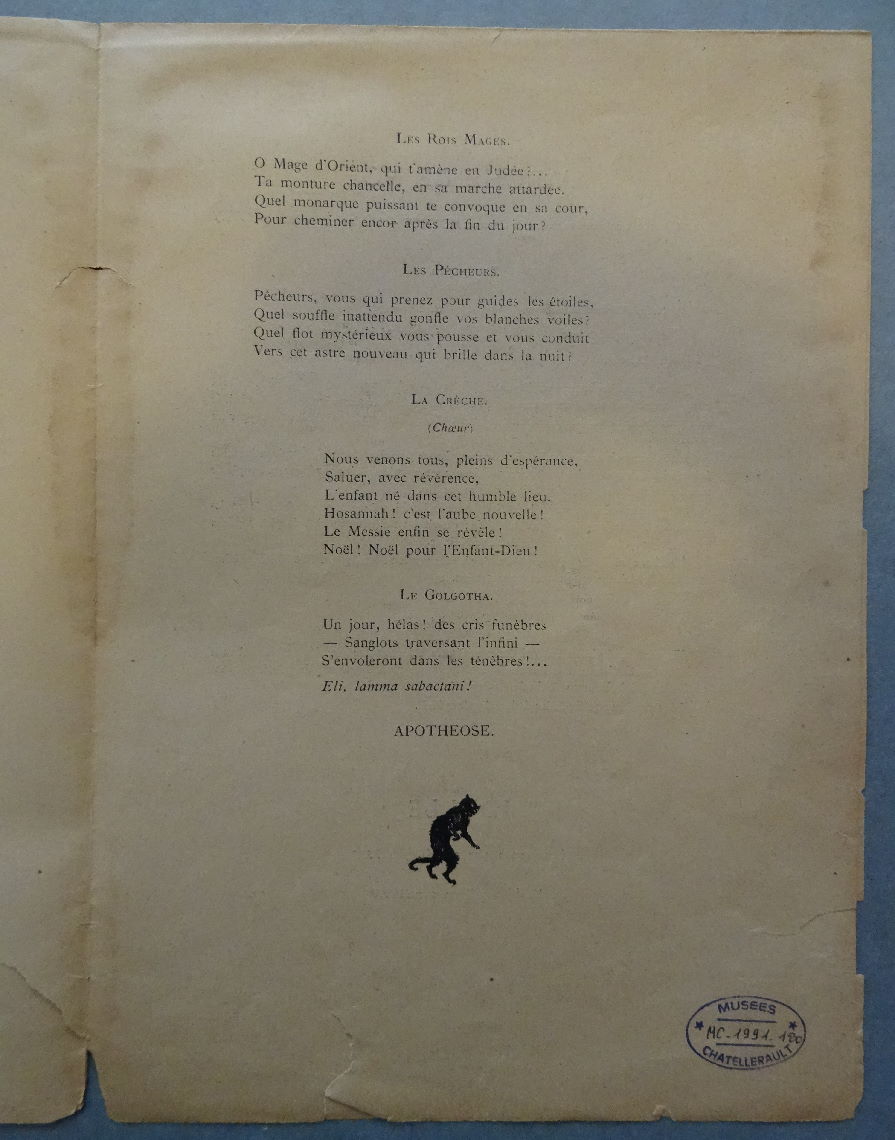 LES ROIS MAGES.
O Mage d'Orient, qui t'amène en Judée?...
Ta monture chancelle, en sa marche attardée.
Quel monarque puissant te convoque en sa cour,
Pour cheminer encor après la fin du jour?
LES PÊCHEURS.
Pêcheurs, vous qui prenez pour guides les étoiles,
Quel souffle inattendu gonfle vos blanches voiles?
Quel flot mystérieux vous pousse et vous conduit
Vers cet astre nouveau qui brille dans la nuit?
LA CRÈCHE.
(Chœur)
Nous venons tous, pleins d'espérance,
Saluer, avec révérence,
L'enfant né dans cet humble lieu.
Hosannah! c'est l'aube nouvelle!
Le Messie enfin se révèle!
Noël! Noël pour l'Enfant-Dieu!
LE GOLGOTHA.
Un jour, hélas! des cris funèbres
— Sanglots traversant l'infini —
S'envoleront dans les ténèbres!...
Eli, lamma sabactani!
APOTHEOSE.
MUSEES
MC-1991.180
CHATELLERAULT